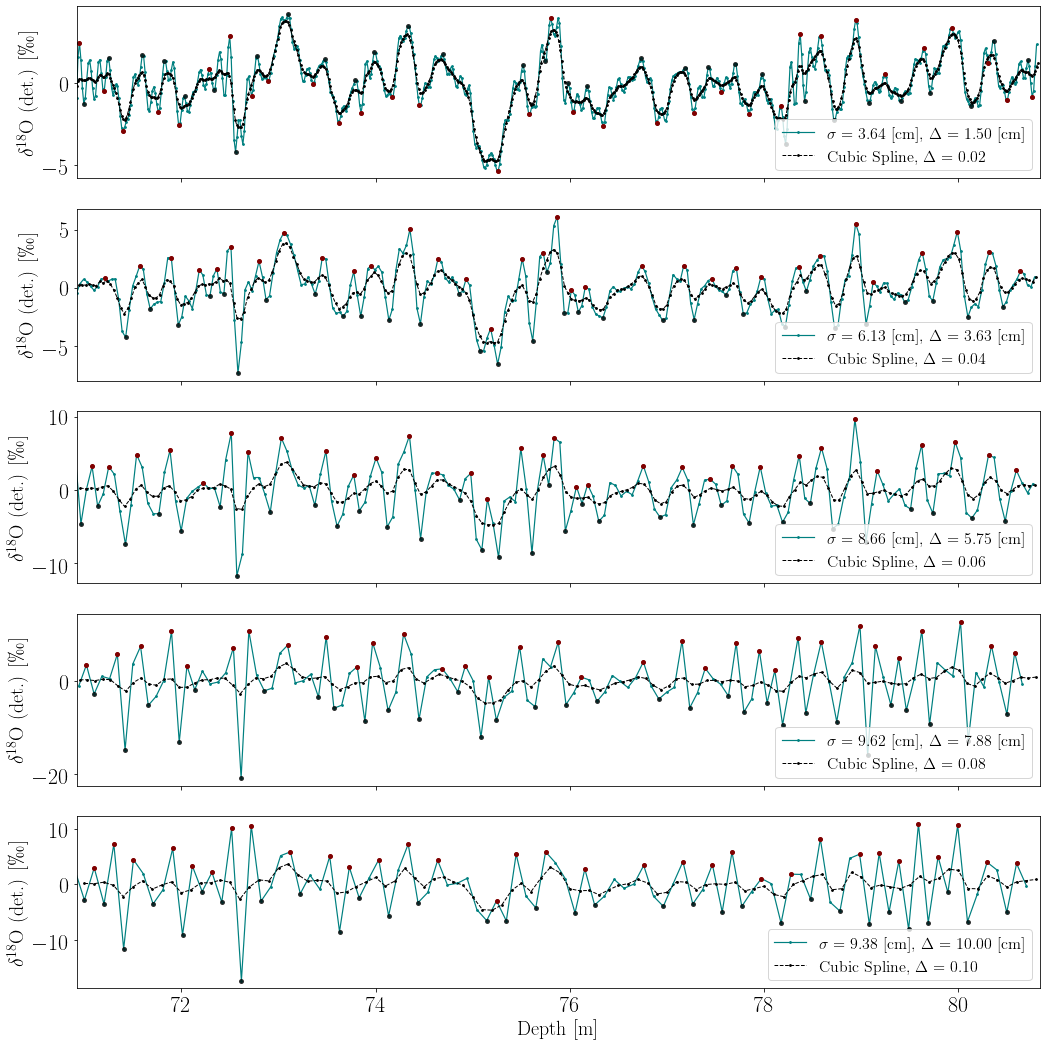 δ¹⁸O (det.) [‰]
0
−5
σ = 3.64 [cm], Δ = 1.50 [cm]
Cubic Spline, Δ = 0.02
δ¹⁸O (det.) [‰]
5
0
−5
σ = 6.13 [cm], Δ = 3.63 [cm]
Cubic Spline, Δ = 0.04
δ¹⁸O (det.) [‰]
10
0
−10
σ = 8.66 [cm], Δ = 5.75 [cm]
Cubic Spline, Δ = 0.06
δ¹⁸O (det.) [‰]
0
−20
σ = 9.62 [cm], Δ = 7.88 [cm]
Cubic Spline, Δ = 0.08
δ¹⁸O (det.) [‰]
10
0
−10
σ = 9.38 [cm], Δ = 10.00 [cm]
Cubic Spline, Δ = 0.10
72 74 76 78 80
Depth [m]